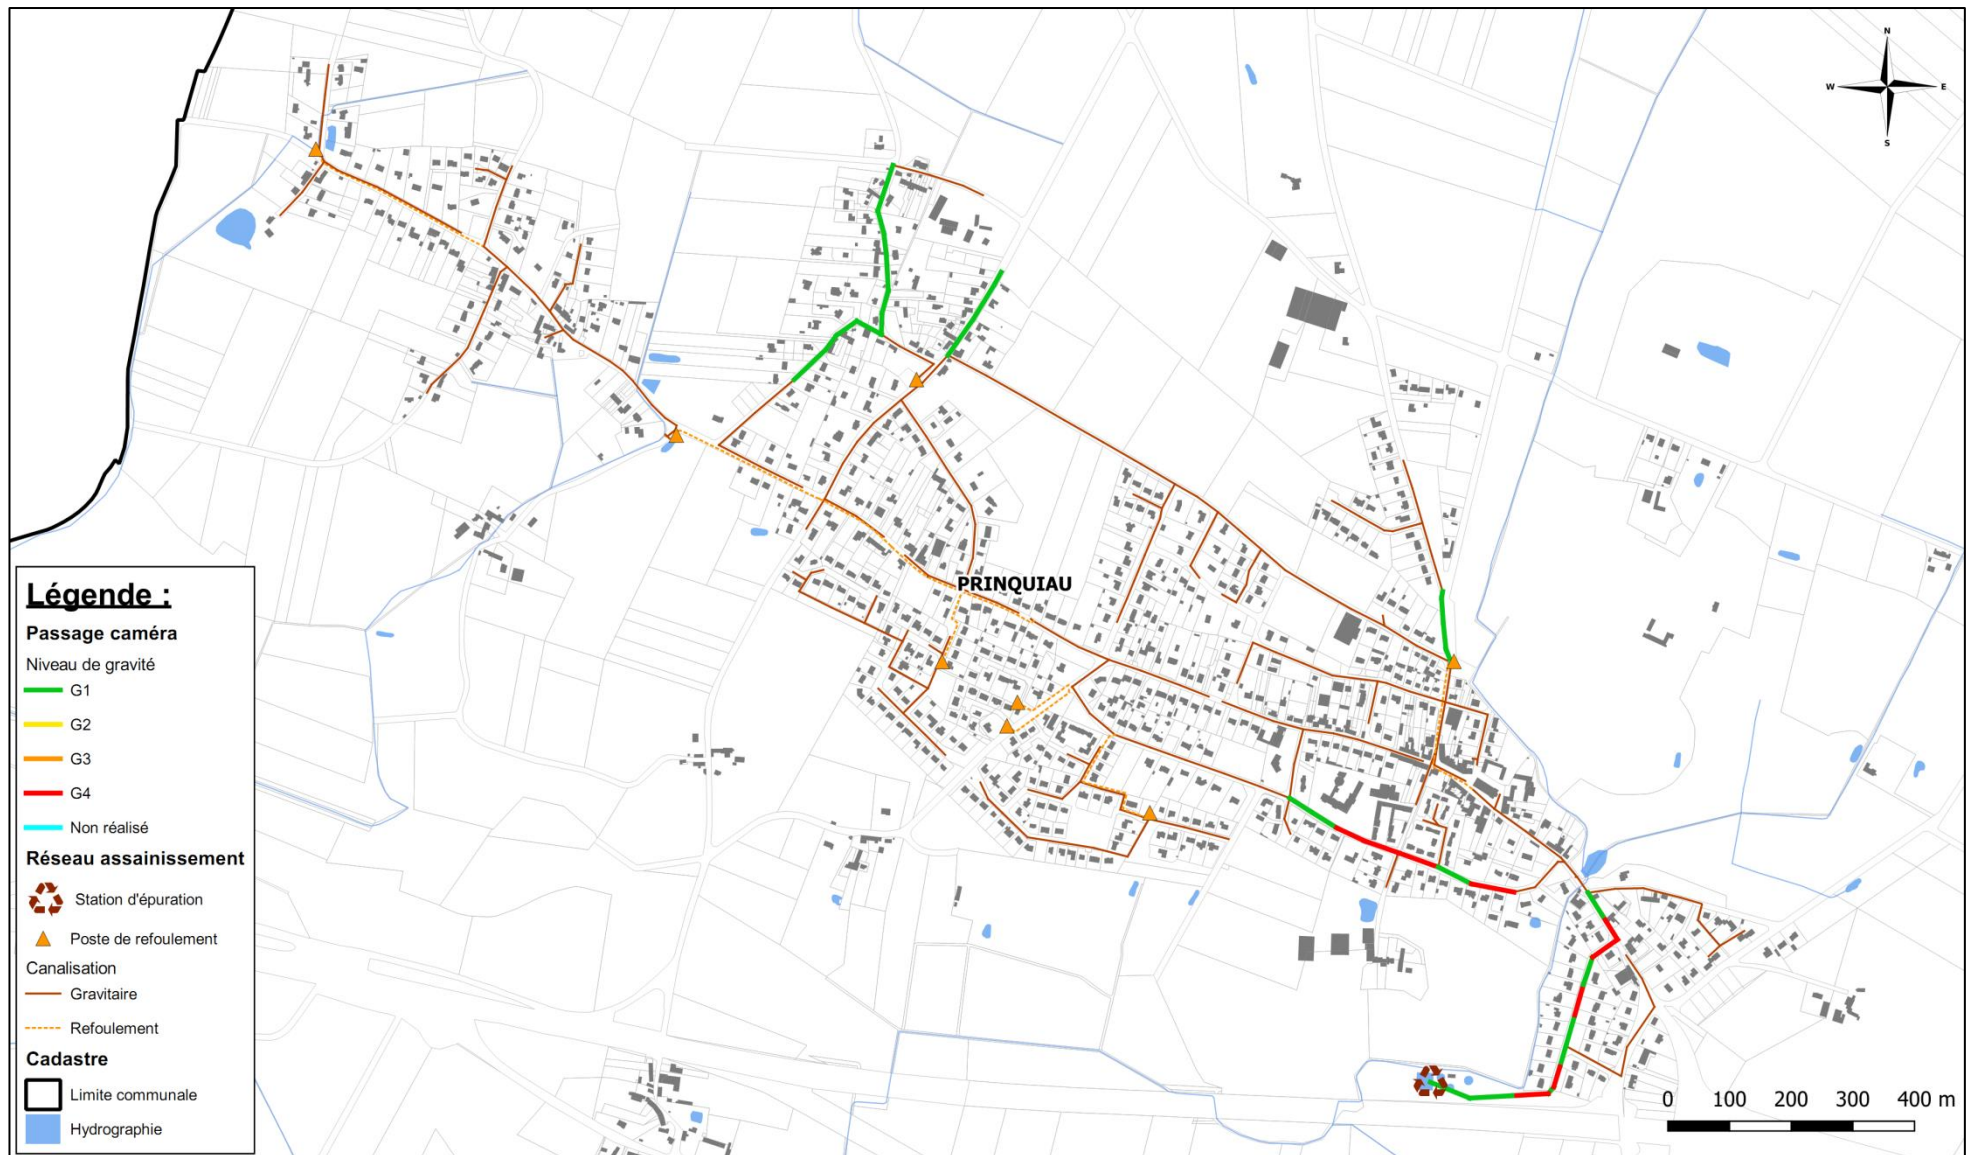 N
W
E
S
PRINQUIAU
Légende :
Passage caméra
Niveau de gravité
G1
G2
G3
G4
Non réalisé
Réseau assainissement
Station d'épuration
Poste de refoulement
Canalisation
Gravitaire
Refoulement
Cadastre
Limite communale
Hydrographie
0 100 200 300 400 m